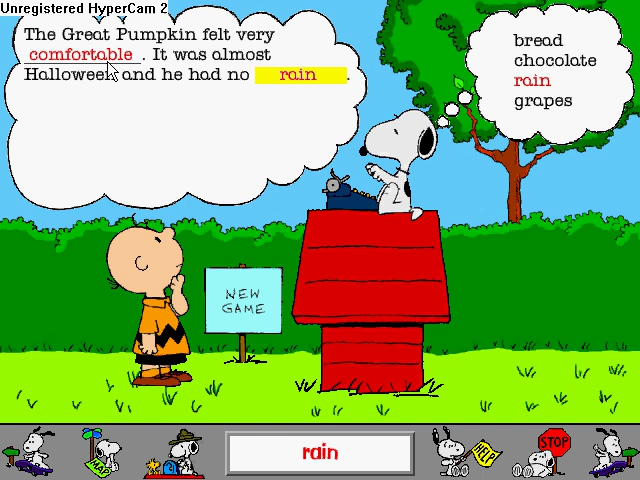 Unregistered HyperCam 2
The Great Pumpkin felt very
comfortable . It was almost
Halloween and he had no rain .
bread
chocolate
rain
grapes
NEW
GAME
MAP
rain
HELP!
STOP